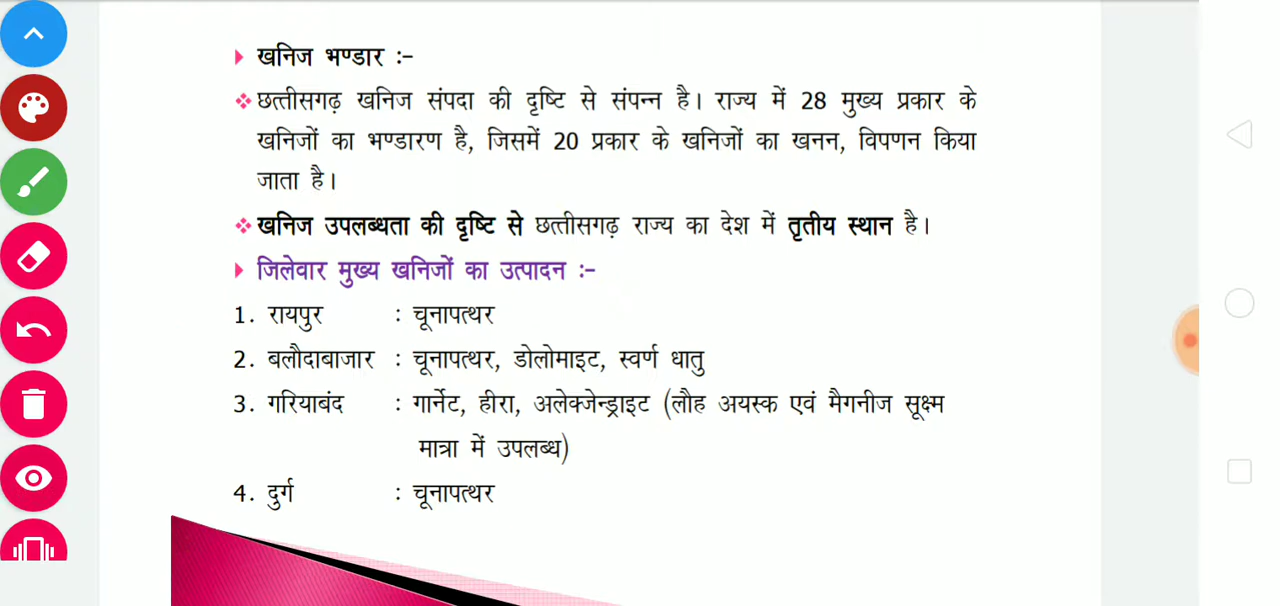 खनिज भण्डार :-
छत्तीसगढ़ खनिज संपदा की दृष्टि से संपन्न है। राज्य में 28 मुख्य प्रकार के
खनिजों का भण्डारण है, जिसमें 20 प्रकार के खनिजों का खनन, विपणन किया
जाता है।
खनिज उपलब्धता की दृष्टि से छत्तीसगढ़ राज्य का देश में तृतीय स्थान है।
जिलेवार मुख्य खनिजों का उत्पादन :-
1. रायपुर : चूनापत्थर
2. बलौदाबाजार : चूनापत्थर, डोलोमाइट, स्वर्ण धातु
3. गरियाबंद : गार्नेट, हीरा, अलेक्जेन्ड्राइट (लौह अयस्क एवं मैगनीज सूक्ष्म
मात्रा में उपलब्ध)
4. दुर्ग : चूनापत्थर